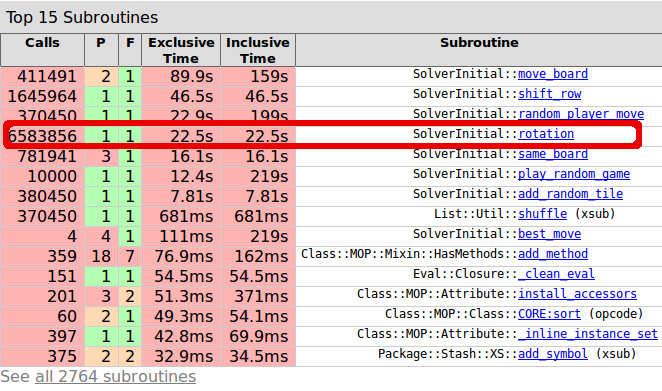 Top 15 Subroutines
Calls P F Exclusive Time Inclusive Time Subroutine
411491 2 1 89.9s 159s SolverInitial::move_board
1645964 1 1 46.5s 46.5s SolverInitial::shift_row
370450 1 1 22.9s 199s SolverInitial::random_player_move
6583856 1 1 22.5s 22.5s SolverInitial::rotation
781941 3 1 16.1s 16.1s SolverInitial::same_board
10000 1 1 12.4s 219s SolverInitial::play_random_game
380450 1 1 7.81s 7.81s SolverInitial::add_random_tile
370450 1 1 681ms 681ms List::Util::shuffle (xsub)
4 4 1 111ms 219s SolverInitial::best_move
359 18 7 76.9ms 162ms Class::MOP::Mixin::HasMethods::add_method
151 1 1 54.5ms 54.5ms Eval::Closure::_clean_eval
201 3 2 51.3ms 371ms Class::MOP::Attribute::install_accessors
60 2 1 49.3ms 54.1ms Class::MOP::Class::CORE:sort (opcode)
397 1 1 42.8ms 69.9ms Class::MOP::Attribute::_inline_instance_set
375 2 2 32.9ms 34.5ms Package::Stash::XS::add_symbol (xsub)
See all 2764 subroutines